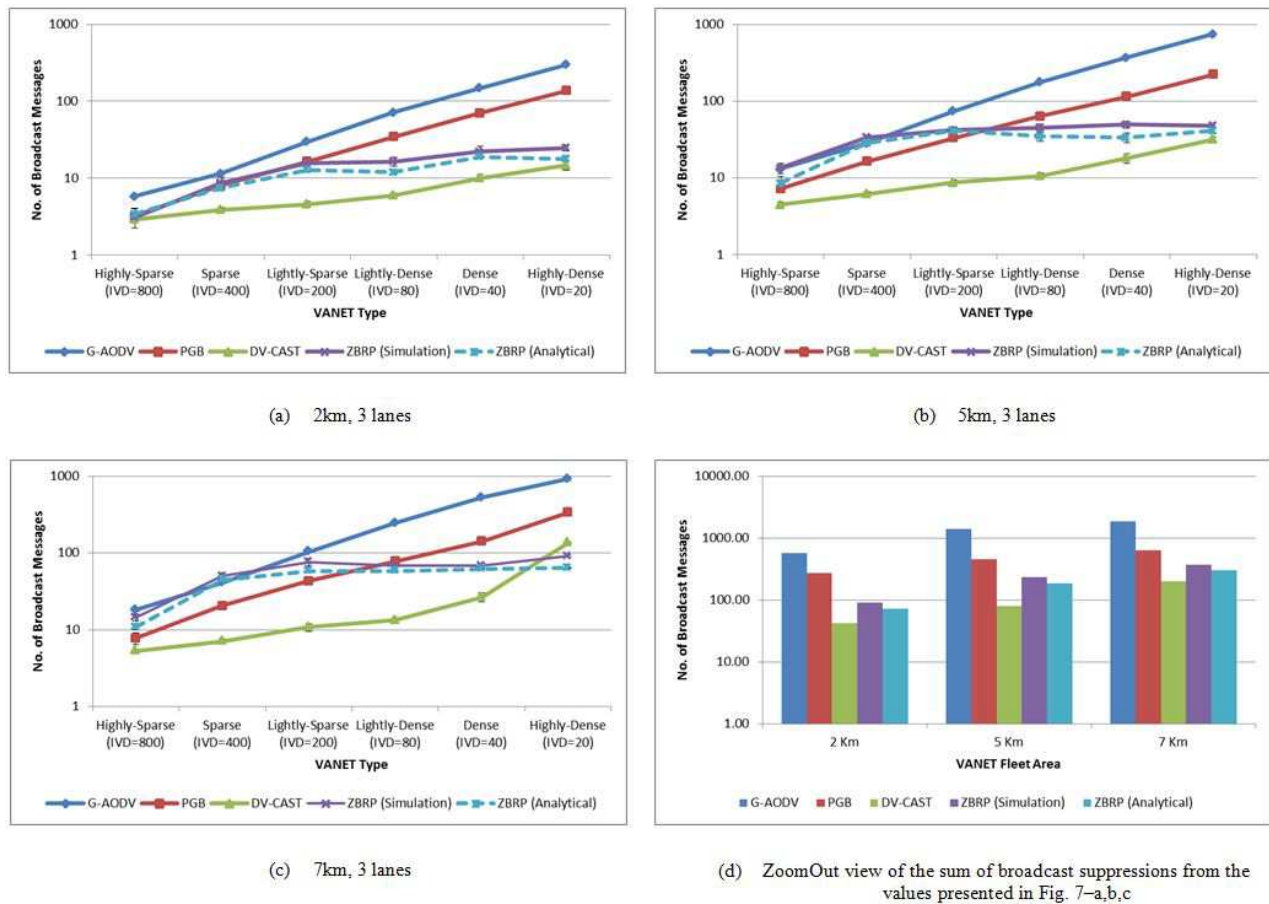 1000
100
10
1
No. of Broadcast Messages
Highly-Sparse Sparse Lightly-Sparse Lightly-Dense Dense Highly-Dense
(IVD=800) (IVD=400) (IVD=200) (IVD=80) (IVD=40) (IVD=20)
VANET Type
G-AODV PGB DV-CAST ZBRP (Simulation) ZBRP (Analytical)
(a) 2km, 3 lanes
1000
100
10
1
No. of Broadcast Messages
Highly-Sparse Sparse Lightly-Sparse Lightly-Dense Dense Highly-Dense
(IVD=800) (IVD=400) (IVD=200) (IVD=80) (IVD=40) (IVD=20)
VANET Type
G-AODV PGB DV-CAST ZBRP (Simulation) ZBRP (Analytical)
(b) 5km, 3 lanes
1000
100
10
1
No. of Broadcast Messages
Highly-Sparse Sparse Lightly-Sparse Lightly-Dense Dense Highly-Dense
(IVD=800) (IVD=400) (IVD=200) (IVD=80) (IVD=40) (IVD=20)
VANET Type
G-AODV PGB DV-CAST ZBRP (Simulation) ZBRP (Analytical)
(c) 7km, 3 lanes
10000.00
1000.00
100.00
10.00
1.00
No. of Broadcast Messages
2 Km 5 Km 7 Km
VANET Fleet Area
G-AODV PGB DV-CAST ZBRP (Simulation) ZBRP (Analytical)
(d) ZoomOut view of the sum of broadcast suppressions from the
values presented in Fig. 7–a,b,c